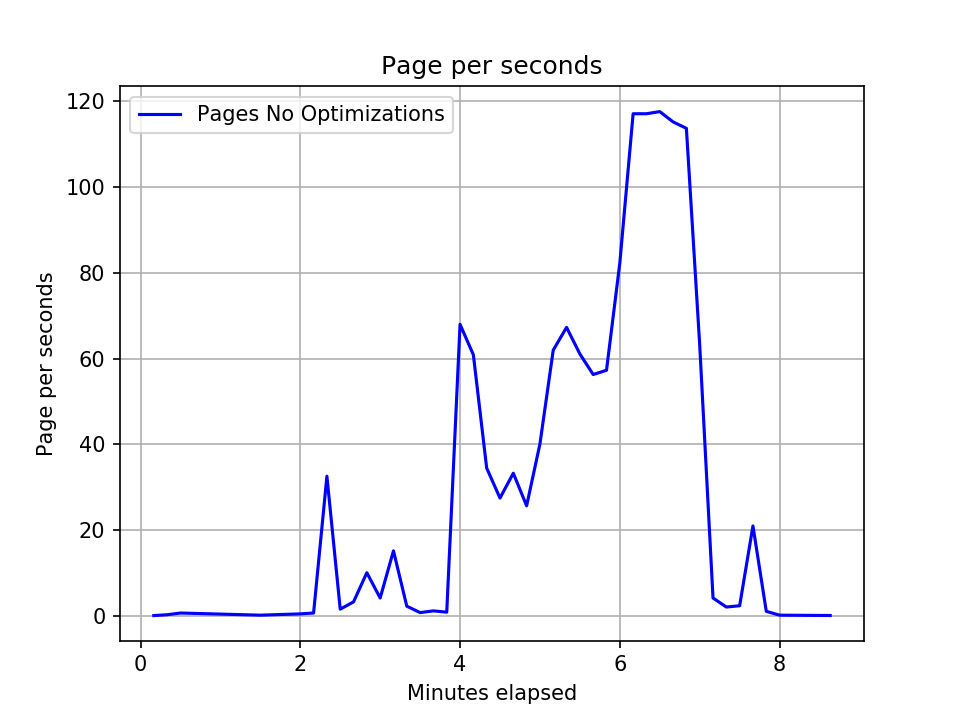 Page per seconds
Pages No Optimizations
120
100
80
60
40
20
0
Page per seconds
0 2 4 6 8
Minutes elapsed